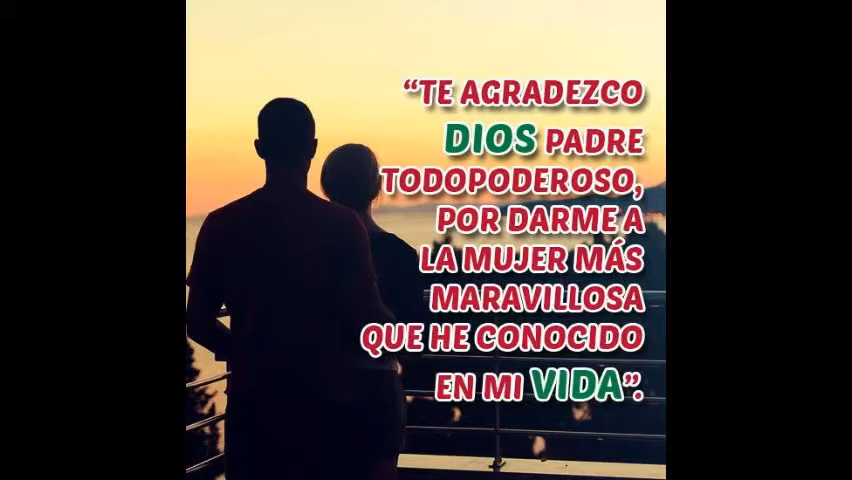 “TE AGRADEZCO
DIOS PADRE
TODOPODEROSO,
POR DARME A
LA MUJER MÁS
MARAVILLOSA
QUE HE CONOCIDO
EN MI VIDA”.